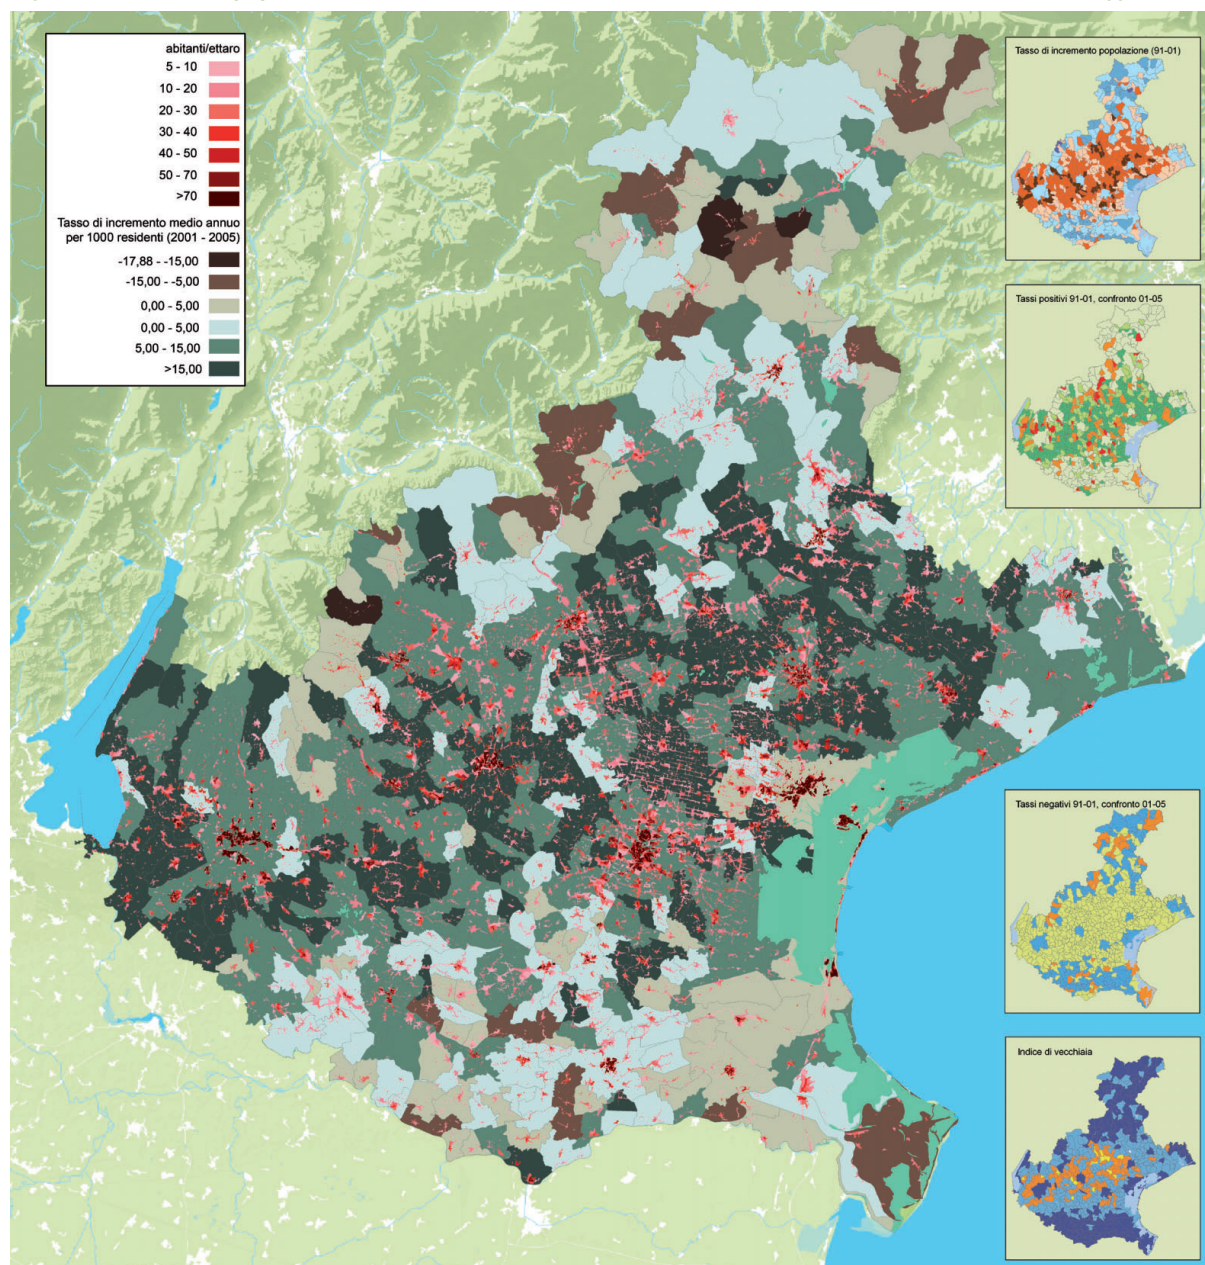 abitanti/ettaro
5 - 10
10 - 20
20 - 30
30 - 40
40 - 50
50 - 70
>70
Tasso di incremento medio annuo
per 1000 residenti (2001 - 2005)
-17,88 - -15,00
-15,00 - -5,00
0,00 - 5,00
0,00 - 5,00
5,00 - 15,00
>15,00
Tasso di incremento popolazione (91-01)
Tassi positivi 91-01, confronto 01-05
Tassi negativi 91-01, confronto 01-05
Indice di vecchiaia